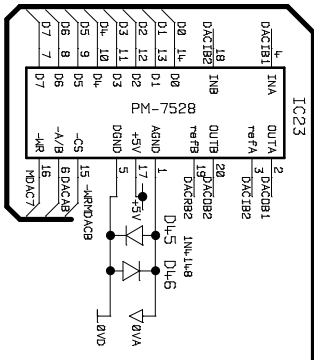 IC23
DACIB1 4 INA
DACIB2 18 INB
D0 14 D0
D1 13 D1
D2 12 D2
D3 11 D3
D4 10 D4
D5 9 D5
D6 8 D6
D7 7 D7
PM-7528
OUTA 2 DACOB1
refA 3 DACIB2
OUTB 20 DACOB2
refB 19 DACRB2
AGND 1
+5V 17 +5V
DGND 5
-CS 15 -WRMDACB
-A/B 6 DACAB
-WR 16 MDAC7
1N4148
D45
D46
0VA
0VD